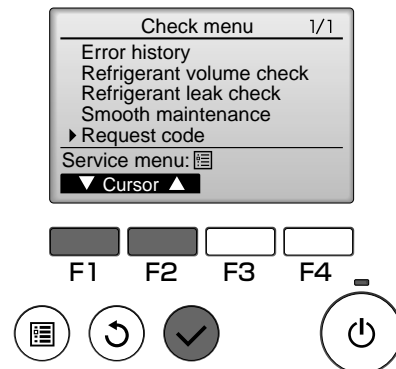 Check menu 1/1
Error history
Refrigerant volume check
Refrigerant leak check
Smooth maintenance
▶ Request code
Service menu:
▼ Cursor ▲
F1 F2 F3 F4